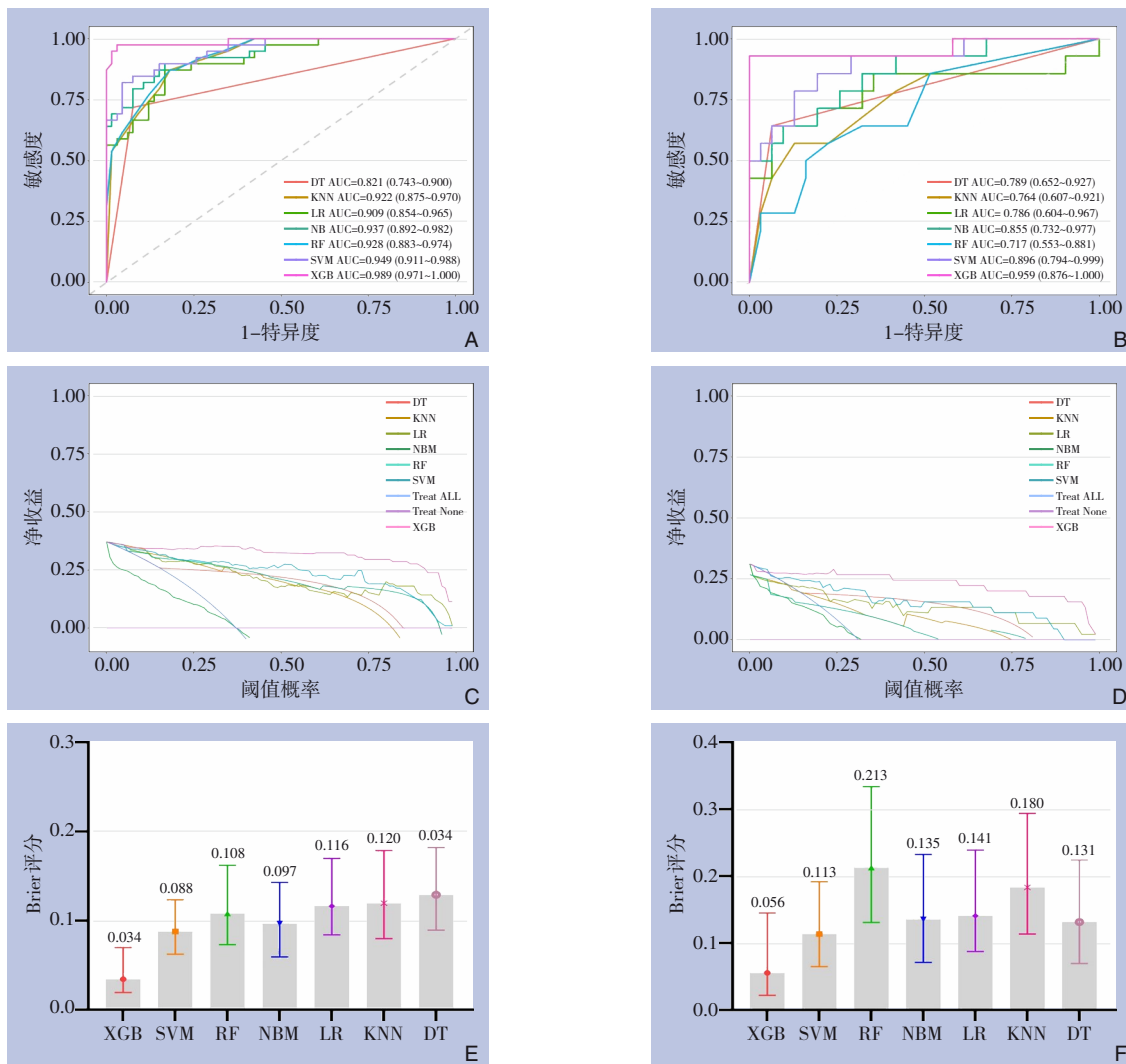 1.00
0.75
0.50
0.25
0.00
敏感度
DT AUC=0.821 (0.743~0.900)
KNN AUC=0.922 (0.875~0.970)
LR AUC=0.909 (0.854~0.965)
NB AUC=0.937 (0.892~0.982)
RF AUC=0.928 (0.883~0.974)
SVM AUC=0.949 (0.911~0.988)
XGB AUC=0.989 (0.971~1.000)
0.00 0.25 0.50 0.75 1.00
1-特异度
A
1.00
0.75
0.50
0.25
0.00
敏感度
DT AUC=0.789 (0.652~0.927)
KNN AUC=0.764 (0.607~0.921)
LR AUC= 0.786 (0.604~0.967)
NB AUC=0.855 (0.732~0.977)
RF AUC=0.717 (0.553~0.881)
SVM AUC=0.896 (0.794~0.999)
XGB AUC=0.959 (0.876~1.000)
0.00 0.25 0.50 0.75 1.00
1-特异度
B
1.00
0.75
0.50
0.25
0.00
净收益
DT
KNN
LR
NBM
RF
SVM
Treat ALL
Treat None
XGB
0.00 0.25 0.50 0.75 1.00
阈值概率
C
1.00
0.75
0.50
0.25
0.00
净收益
DT
KNN
LR
NBM
RF
SVM
Treat ALL
Treat None
XGB
0.00 0.25 0.50 0.75 1.00
阈值概率
D
0.3
0.2
0.1
0.0
Brier评分
0.034 0.088 0.108 0.097 0.116 0.120 0.034
XGB SVM RF NBM LR KNN DT
E
0.4
0.3
0.2
0.1
0.0
Brier评分
0.056 0.113 0.213 0.135 0.141 0.180 0.131
XGB SVM RF NBM LR KNN DT
F